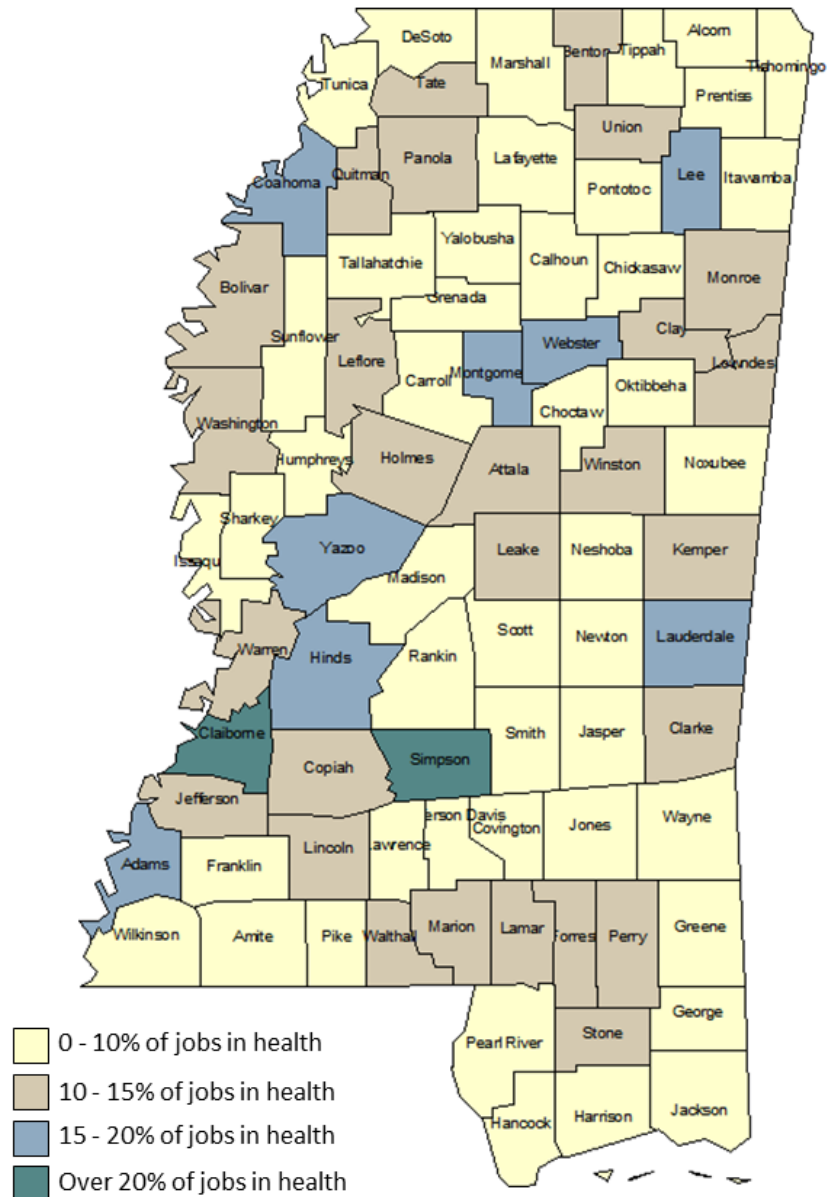 DeSoto
Marshall
Benton
Tippah
Alcorn
Tishomingo
Tunica
Tate
Prentiss
Union
Coahoma
Quitman
Panola
Lafayette
Pontotoc
Lee
Itawamba
Bolivar
Tallahatchie
Yalobusha
Calhoun
Chickasaw
Monroe
Grenada
Sunflower
Leflore
Carroll
Montgome
Webster
Clay
Lowndes
Oktibbeha
Choctaw
Washington
Humphreys
Holmes
Attala
Winston
Noxubee
Sharkey
Issaqu
Yazoo
Madison
Leake
Neshoba
Kemper
Warren
Hinds
Rankin
Scott
Newton
Lauderdale
Claiborne
Copiah
Simpson
Smith
Jasper
Clarke
Jefferson
Lincoln
Lawrence
erson Davis
Covington
Jones
Wayne
Adams
Franklin
Wilkinson
Amite
Pike
Walthal
Marion
Lamar
Forres
Perry
Greene
Pearl River
Stone
George
Hancock
Harrison
Jackson
0 - 10% of jobs in health
10 - 15% of jobs in health
15 - 20% of jobs in health
Over 20% of jobs in health